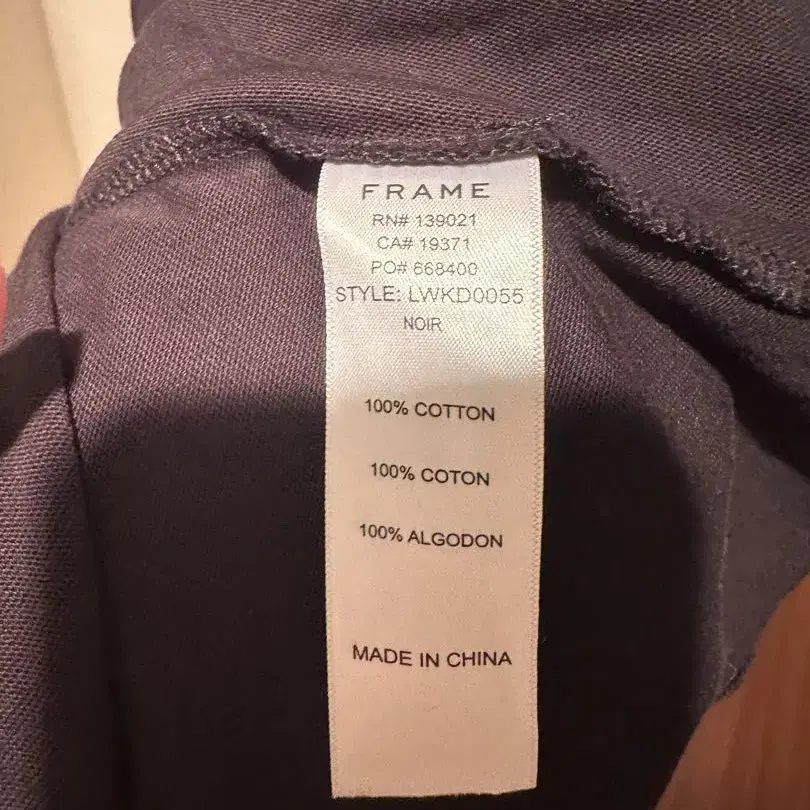 FRAME
RN# 139021
CA# 19371
PO# 668400
STYLE: LWKD0055
NOIR
100% COTTON
100% COTON
100% ALGODON
MADE IN CHINA